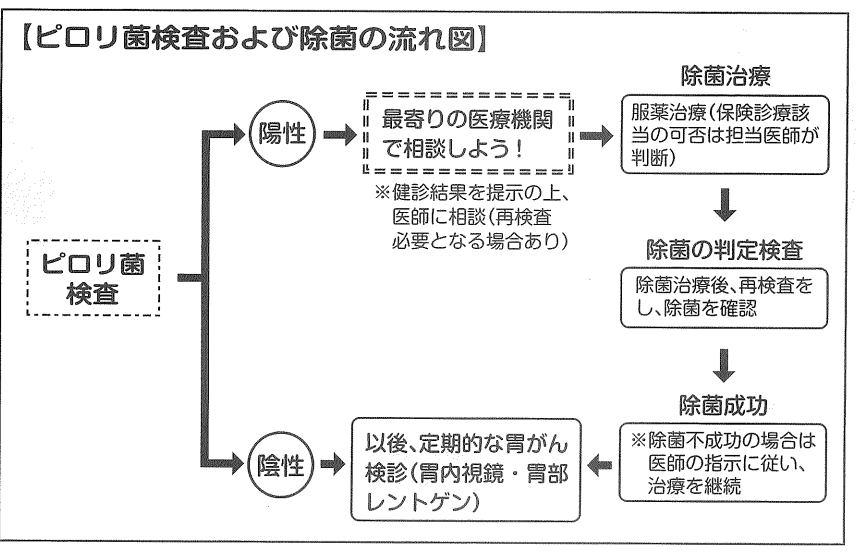 【ピロリ菌検査および除菌の流れ図】
ピロリ菌
検査
陽性
最寄りの医療機関
で相談しよう!
※健診結果を提示の上、
医師に相談(再検査
必要となる場合あり)
除菌治療
服薬治療(保険診療該
当の可否は担当医師が
判断)
除菌の判定検査
除菌治療後、再検査を
し、除菌を確認
除菌成功
※除菌不成功の場合は
医師の指示に従い、
治療を継続
陰性
以後、定期的な胃がん
検診(胃内視鏡・胃部
レントゲン)